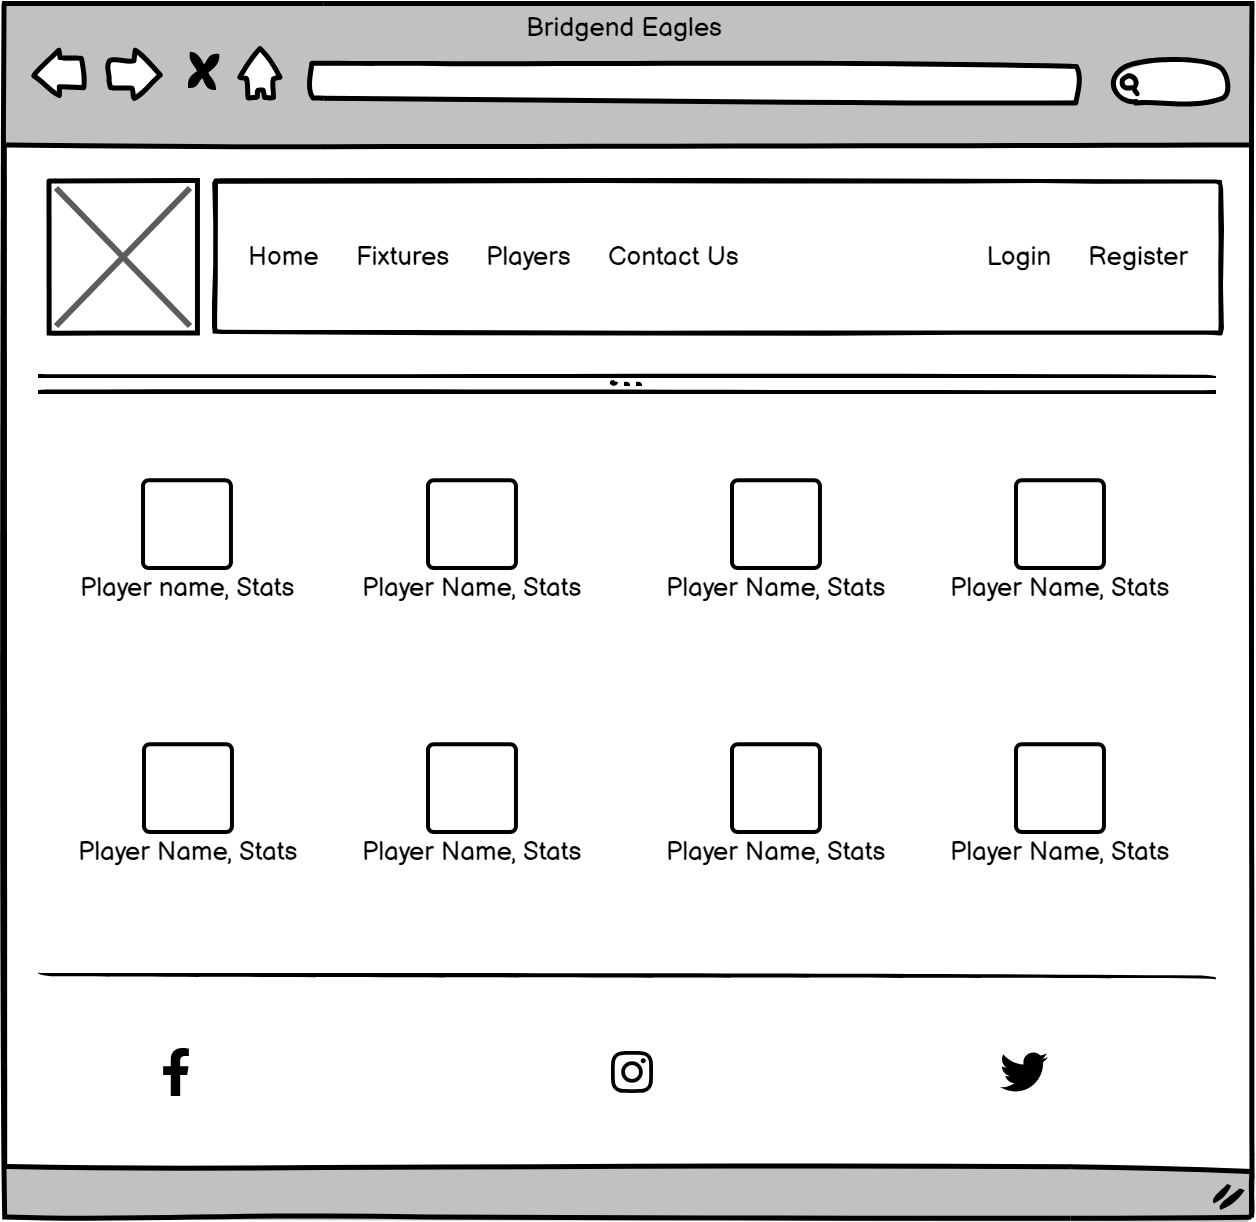 Bridgend Eagles
Home Fixtures Players Contact Us Login Register
Player name, Stats Player Name, Stats Player Name, Stats Player Name, Stats
Player Name, Stats Player Name, Stats Player Name, Stats Player Name, Stats